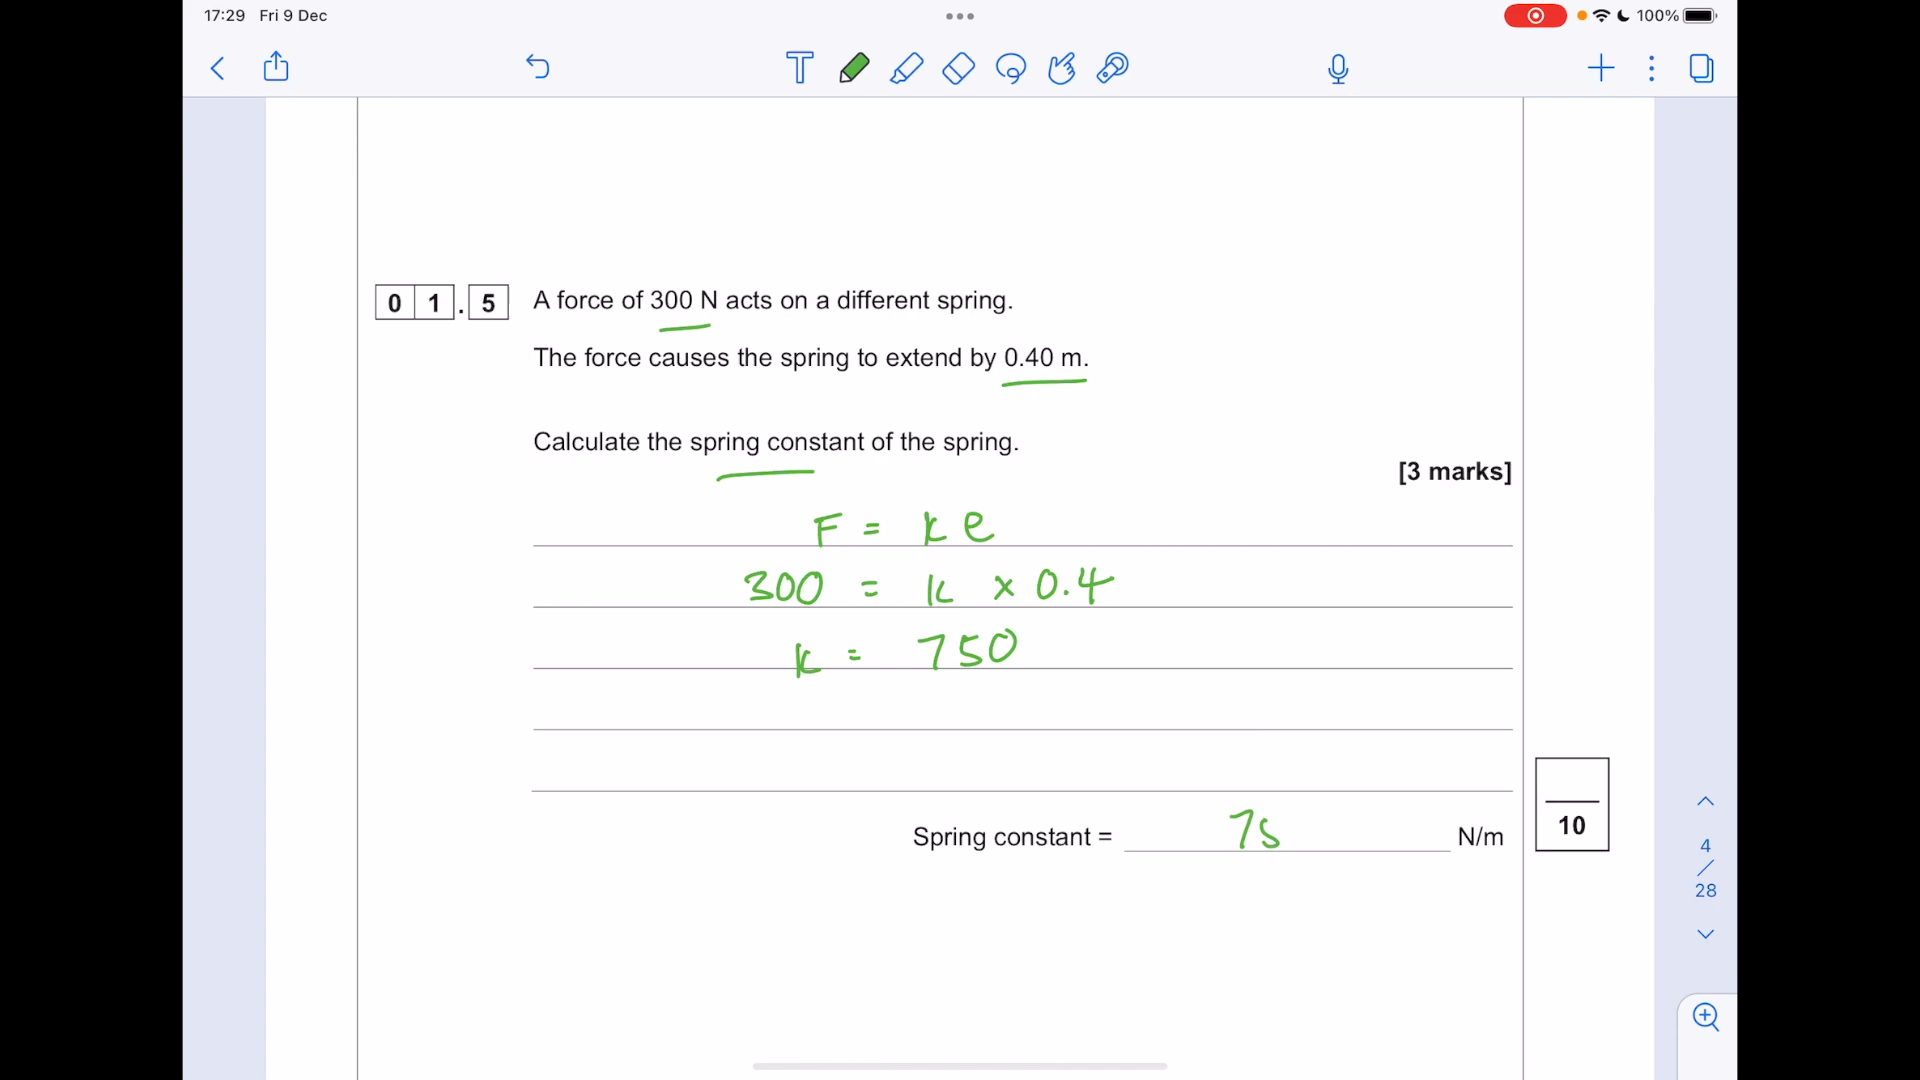 17:29 Fri 9 Dec
100%
0 1 . 5 A force of 300 N acts on a different spring.
The force causes the spring to extend by 0.40 m.
Calculate the spring constant of the spring.
[3 marks]
F = k e
300 = k × 0.4
k = 750
Spring constant = 75 N/m
10
4
/
28